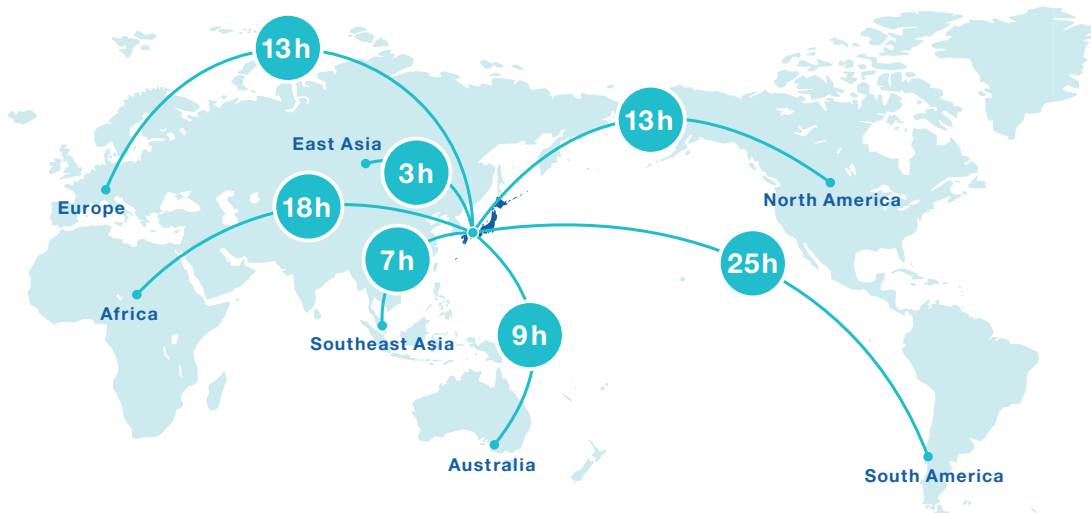 13h
13h
East Asia
3h
Europe
18h
North America
7h
25h
Africa
Southeast Asia
9h
Australia
South America